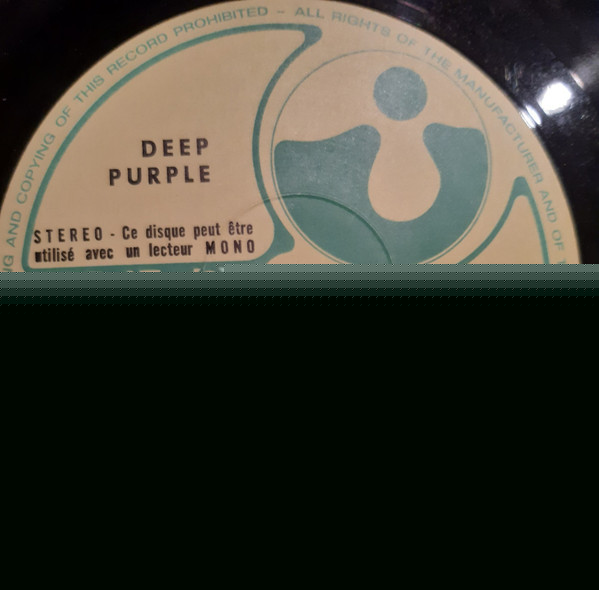 NG AND COPYING OF THIS RECORD PROHIBITED – ALL RIGHTS OF THE MANUFACTURER AND OF T
DEEP
PURPLE
STEREO - Ce disque peut être
utilisé avec un lecteur MONO